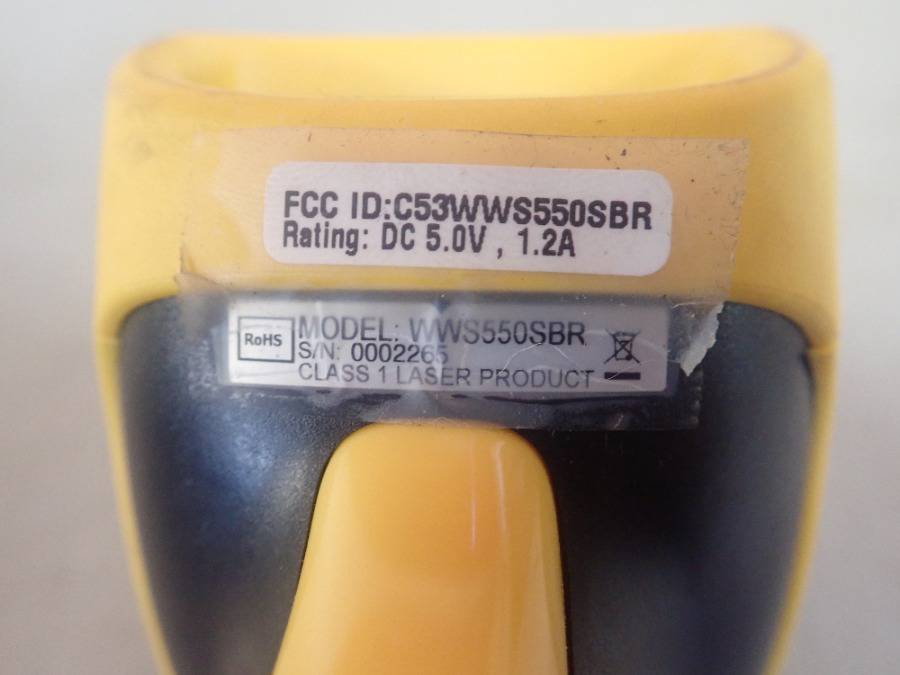 FCC ID:C53WWS550SBR
Rating: DC 5.0V , 1.2A
RoHS
MODEL: WWS550SBR
S/N: 0002265
CLASS 1 LASER PRODUCT